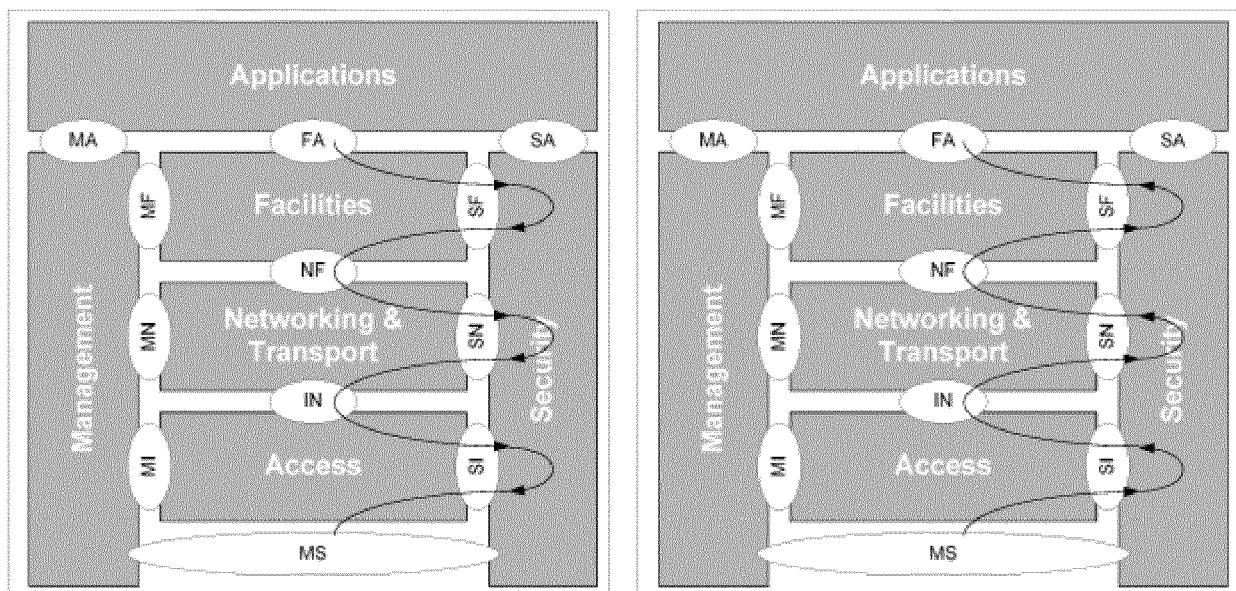 Applications
MA
FA
SA
MF
Facilities
SF
NF
Management
MN
Networking &
Transport
SN
Security
IN
MI
Access
SI
MS
Applications
MA
FA
SA
MF
Facilities
SF
NF
Management
MN
Networking &
Transport
SN
Security
IN
MI
Access
SI
MS